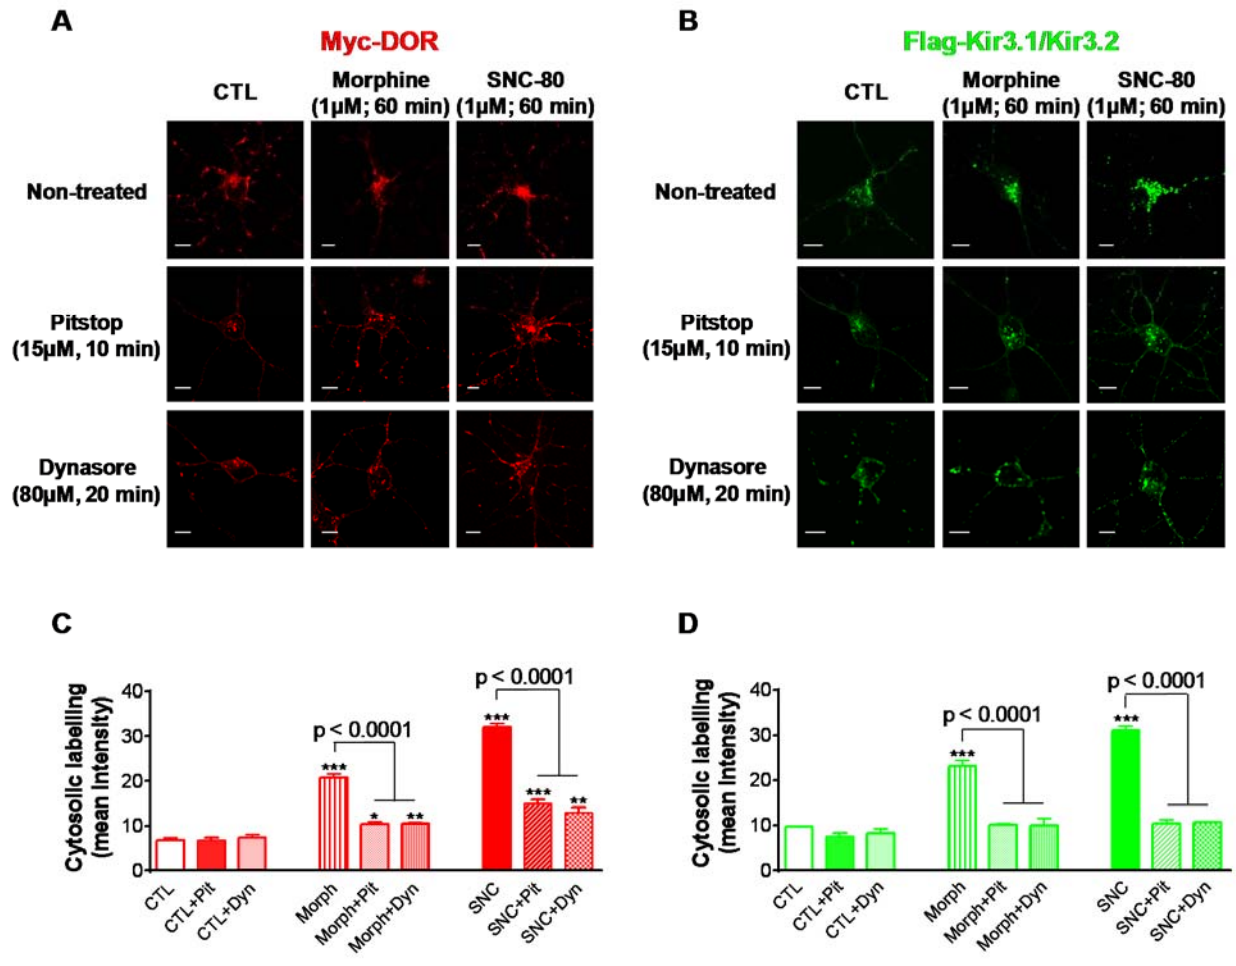 A
Myc-DOR
CTL
Morphine
(1µM; 60 min)
SNC-80
(1µM; 60 min)
Non-treated
Pitstop
(15µM, 10 min)
Dynasore
(80µM, 20 min)
B
Flag-Kir3.1/Kir3.2
CTL
Morphine
(1µM; 60 min)
SNC-80
(1µM; 60 min)
Non-treated
Pitstop
(15µM, 10 min)
Dynasore
(80µM, 20 min)
C
Cytosolic labelling
(mean Intensity)
40
30
20
10
0
p < 0.0001
p < 0.0001
***
*
**
***
***
**
CTL
CTL+Pit
CTL+Dyn
Morph
Morph+Pit
Morph+Dyn
SNC
SNC+Pit
SNC+Dyn
D
Cytosolic labelling
(mean Intensity)
40
30
20
10
0
p < 0.0001
p < 0.0001
***
***
CTL
CTL+Pit
CTL+Dyn
Morph
Morph+Pit
Morph+Dyn
SNC
SNC+Pit
SNC+Dyn